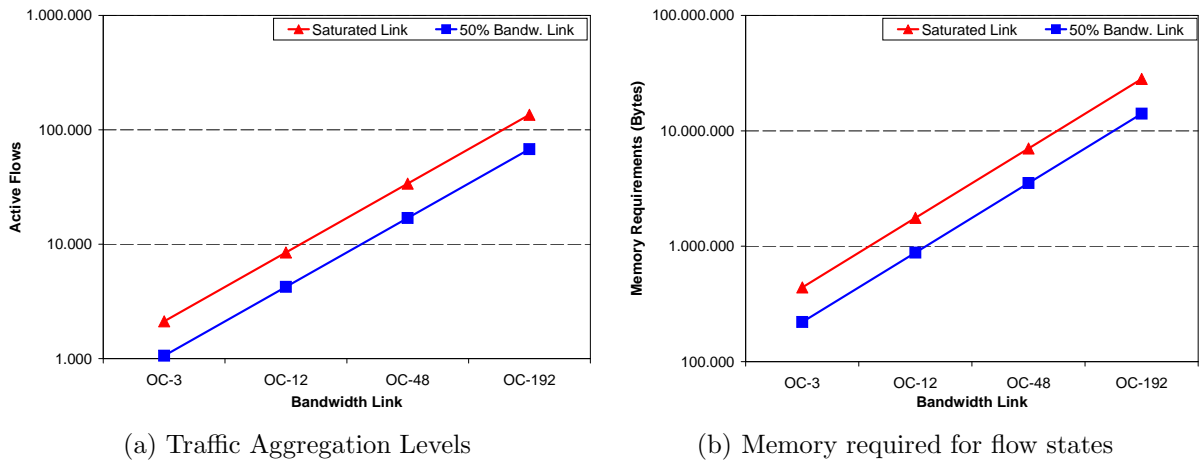 1.000.000
Saturated Link
50% Bandw. Link
100.000
10.000
1.000
Active Flows
OC-3
OC-12
OC-48
OC-192
Bandwidth Link
(a) Traffic Aggregation Levels
100.000.000
Saturated Link
50% Bandw. Link
10.000.000
1.000.000
100.000
Memory Requirements (Bytes)
OC-3
OC-12
OC-48
OC-192
Bandwidth Link
(b) Memory required for flow states